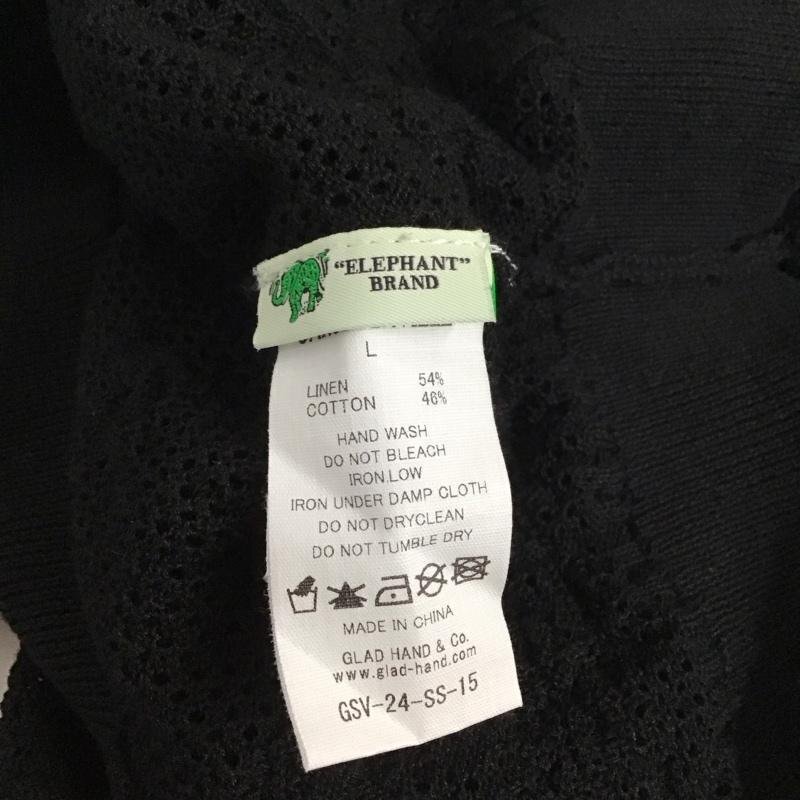 "ELEPHANT"
BRAND
L
LINEN 54%
COTTON 46%
HAND WASH
DO NOT BLEACH
IRON.LOW
IRON UNDER DAMP CLOTH
DO NOT DRYCLEAN
DO NOT TUMBLE DRY
MADE IN CHINA
GLAD HAND & Co.
www.glad-hand.com
GSV-24-SS-15